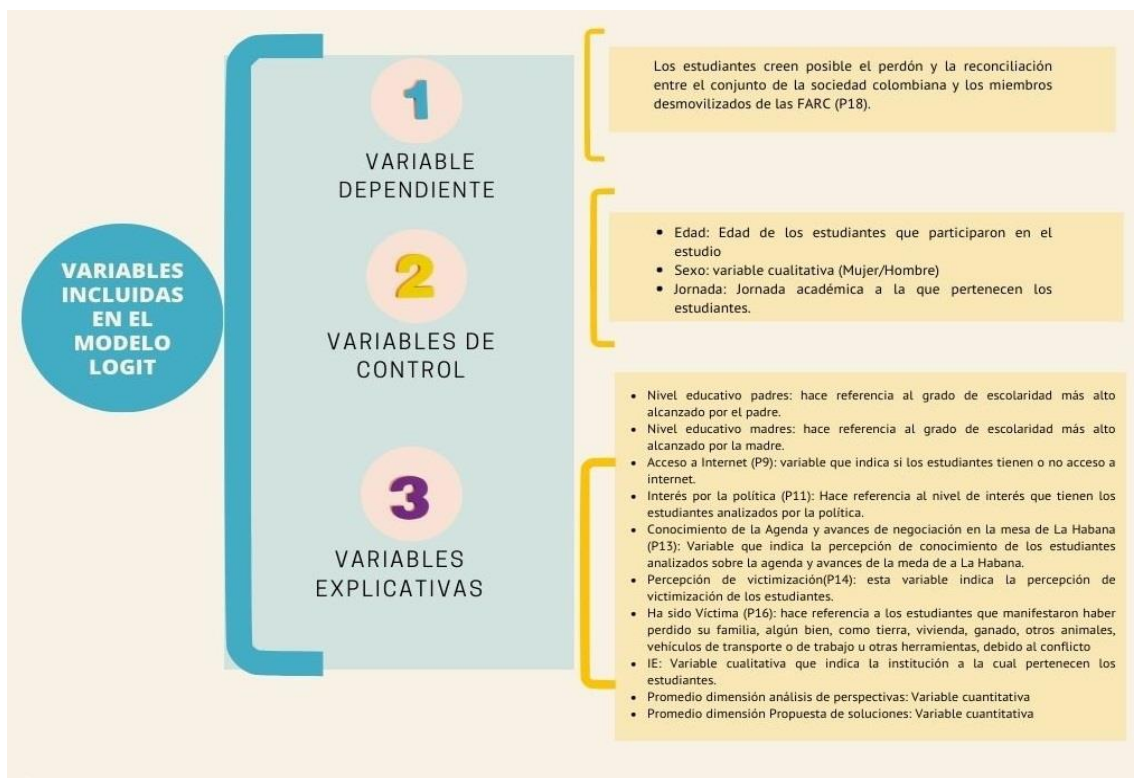 VARIABLES
INCLUIDAS
EN EL
MODELO
LOGIT
1
VARIABLE
DEPENDIENTE
Los estudiantes creen posible el perdón y la reconciliación
entre el conjunto de la sociedad colombiana y los miembros
desmovilizados de las FARC (P18).
2
VARIABLES DE
CONTROL
• Edad: Edad de los estudiantes que participaron en el
estudio
• Sexo: variable cualitativa (Mujer/Hombre)
• Jornada: Jornada académica a la que pertenecen los
estudiantes.
3
VARIABLES
EXPLICATIVAS
• Nivel educativo padres: hace referencia al grado de escolaridad más alto
alcanzado por el padre.
• Nivel educativo madres: hace referencia al grado de escolaridad más alto
alcanzado por la madre.
• Acceso a Internet (P9): variable que indica si los estudiantes tienen o no acceso a
internet.
• Interés por la política (P11): Hace referencia al nivel de interés que tienen los
estudiantes analizados por la política.
• Conocimiento de la Agenda y avances de negociación en la mesa de La Habana
(P13): Variable que indica la percepción de conocimiento de los estudiantes
analizados sobre la agenda y avances de la meda de a La Habana.
• Percepción de victimización(P14): esta variable indica la percepción de
victimización de los estudiantes.
• Ha sido Víctima (P16): hace referencia a los estudiantes que manifestaron haber
perdido su familia, algún bien, como tierra, vivienda, ganado, otros animales,
vehículos de transporte o de trabajo u otras herramientas, debido al conflicto
• IE: Variable cualitativa que indica la institución a la cual pertenecen los
estudiantes.
• Promedio dimensión análisis de perspectivas: Variable cuantitativa
• Promedio dimensión Propuesta de soluciones: Variable cuantitativa